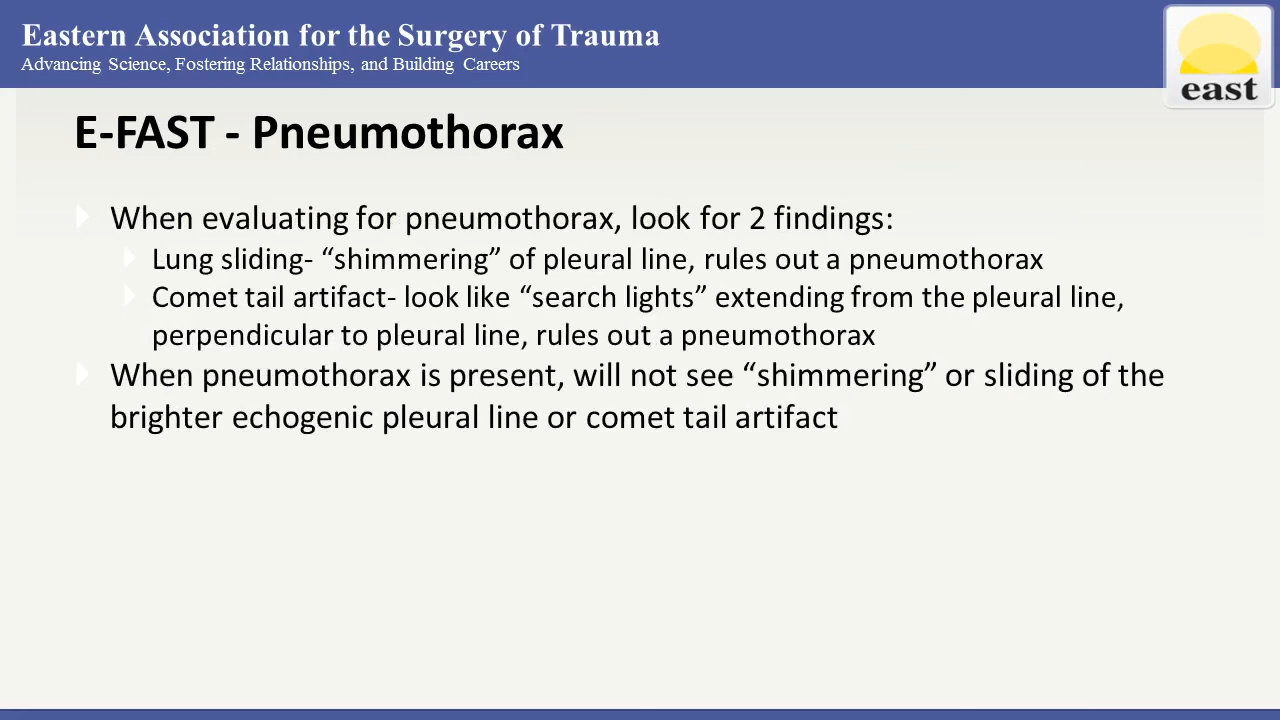 Eastern Association for the Surgery of Trauma
Advancing Science, Fostering Relationships, and Building Careers
east
E-FAST - Pneumothorax
When evaluating for pneumothorax, look for 2 findings:
Lung sliding- “shimmering” of pleural line, rules out a pneumothorax
Comet tail artifact- look like “search lights” extending from the pleural line,
perpendicular to pleural line, rules out a pneumothorax
When pneumothorax is present, will not see “shimmering” or sliding of the
brighter echogenic pleural line or comet tail artifact